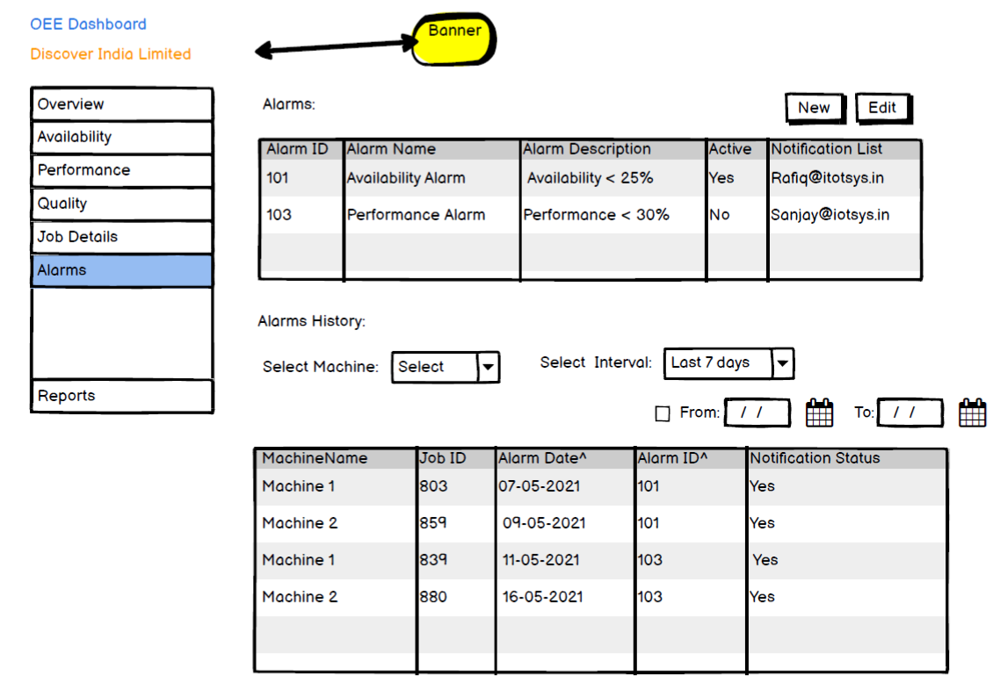 OEE Dashboard
Banner
Discover India Limited
Overview
Availability
Performance
Quality
Job Details
Alarms
Reports
Alarms:
New Edit
Alarm ID Alarm Name Alarm Description Active Notification List
101 Availability Alarm Availability < 25% Yes Rafiq@itotsys.in
103 Performance Alarm Performance < 30% No Sanjay@iotsys.in
Alarms History:
Select Machine: Select Select Interval: Last 7 days
From: / / To: / /
MachineName Job ID Alarm Date^ Alarm ID^ Notification Status
Machine 1 803 07-05-2021 101 Yes
Machine 2 859 09-05-2021 101 Yes
Machine 1 839 11-05-2021 103 Yes
Machine 2 880 16-05-2021 103 Yes